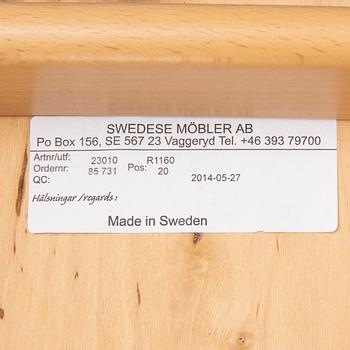 SWEDESE MÖBLER AB
Po Box 156, SE 567 23 Vaggeryd Tel. +46 393 79700
Artnr/utf: 23010 R1160
Ordernr: 85 731 Pos: 20
QC: 2014-05-27
Hälsningar /regards :
Made in Sweden